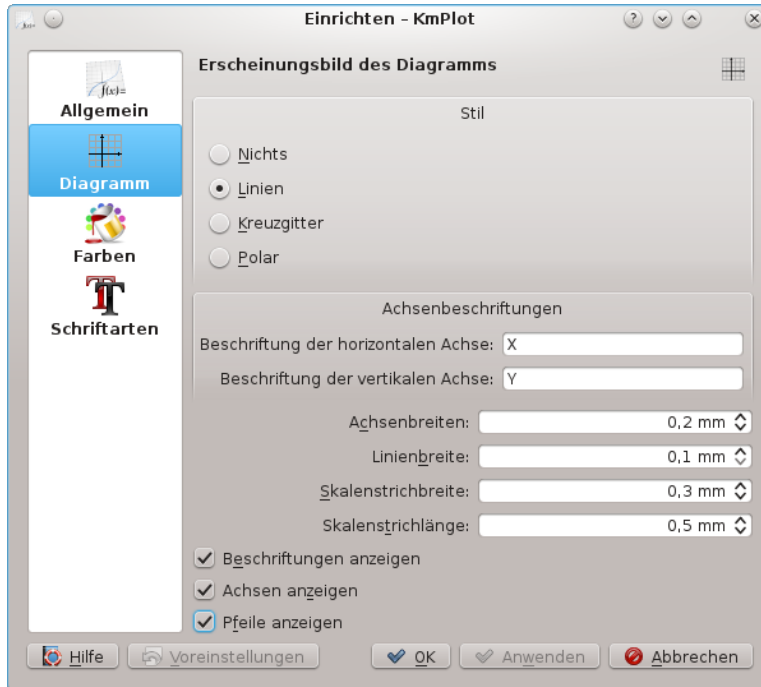 Einrichten – KmPlot
Erscheinungsbild des Diagramms
Allgemein
Diagramm
Farben
Schriftarten
Stil
Nichts
Linien
Kreuzgitter
Polar
Achsenbeschriftungen
Beschriftung der horizontalen Achse: X
Beschriftung der vertikalen Achse: Y
Achsenbreiten: 0,2 mm
Linienbreite: 0,1 mm
Skalenstrichbreite: 0,3 mm
Skalenstrichlänge: 0,5 mm
Beschriftungen anzeigen
Achsen anzeigen
Pfeile anzeigen
Hilfe Voreinstellungen OK Anwenden Abbrechen